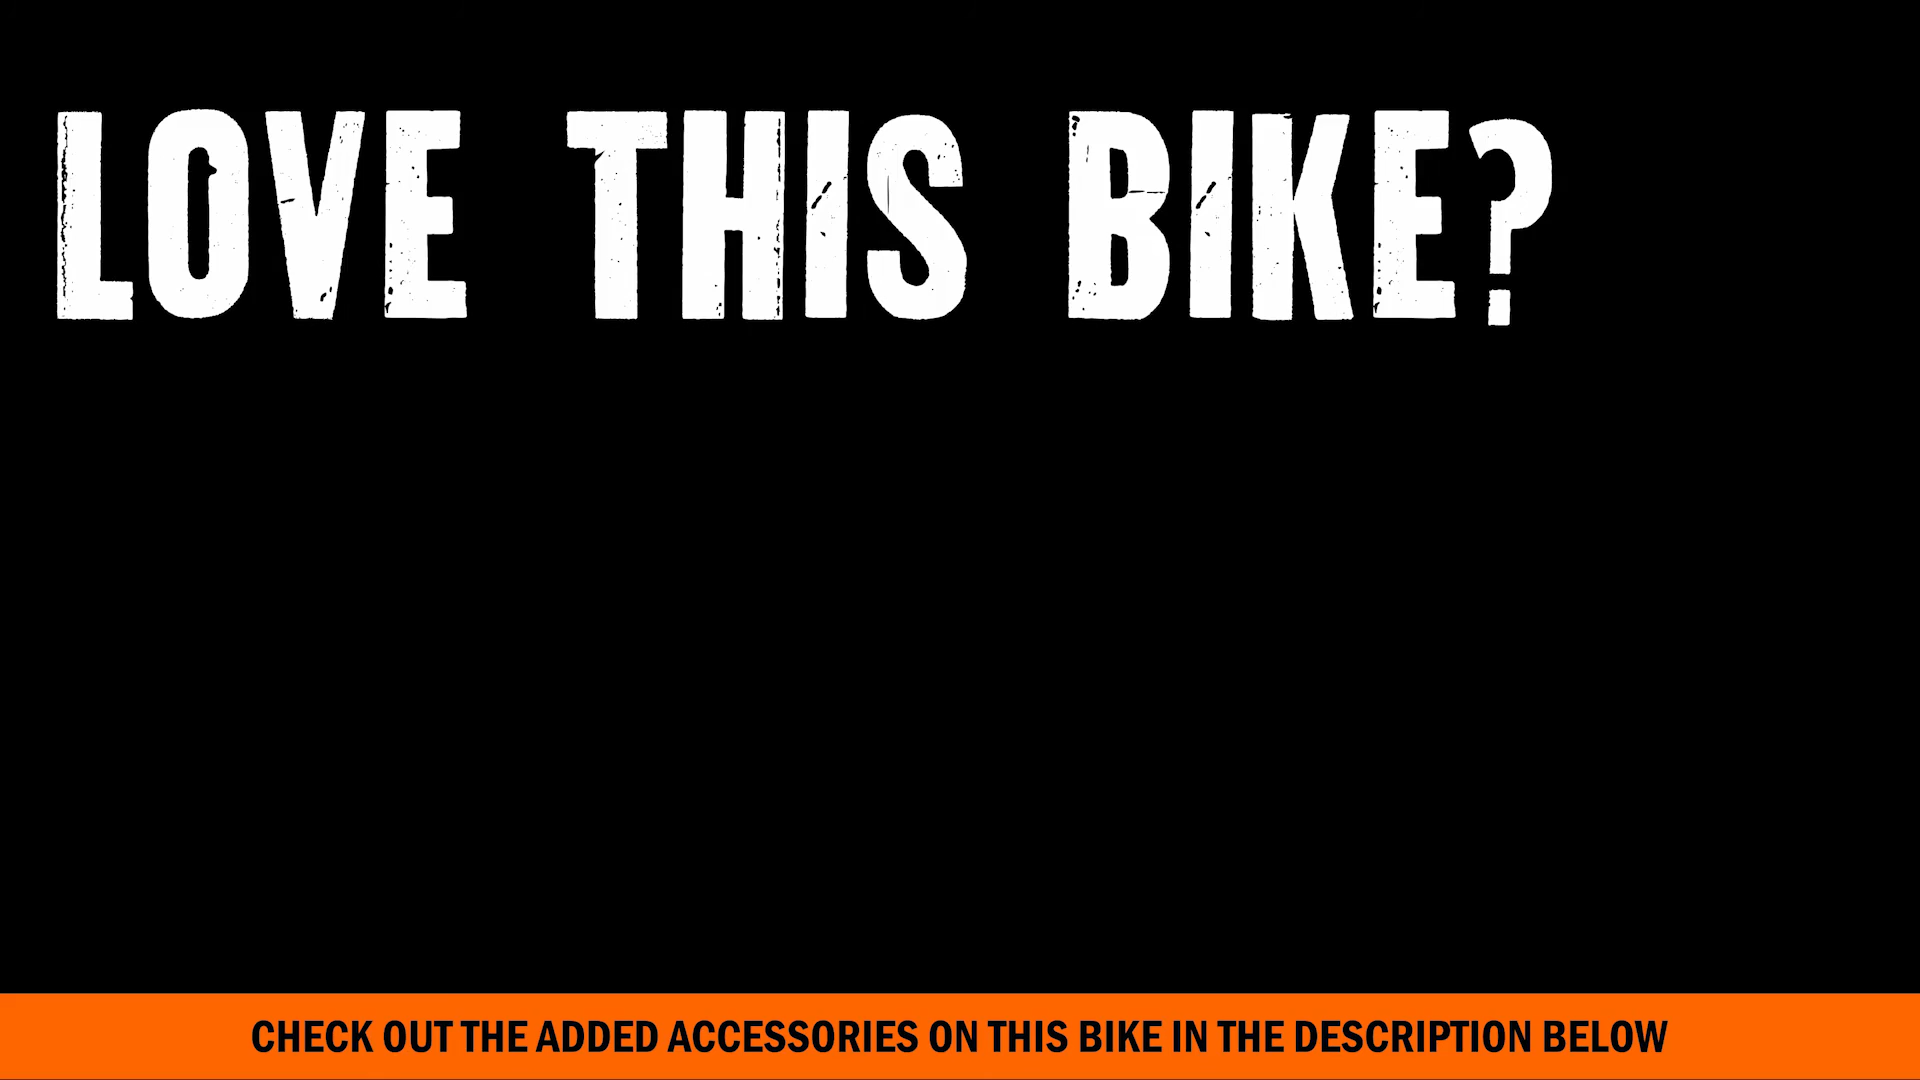 LOVE THIS BIKE?
CHECK OUT THE ADDED ACCESSORIES ON THIS BIKE IN THE DESCRIPTION BELOW